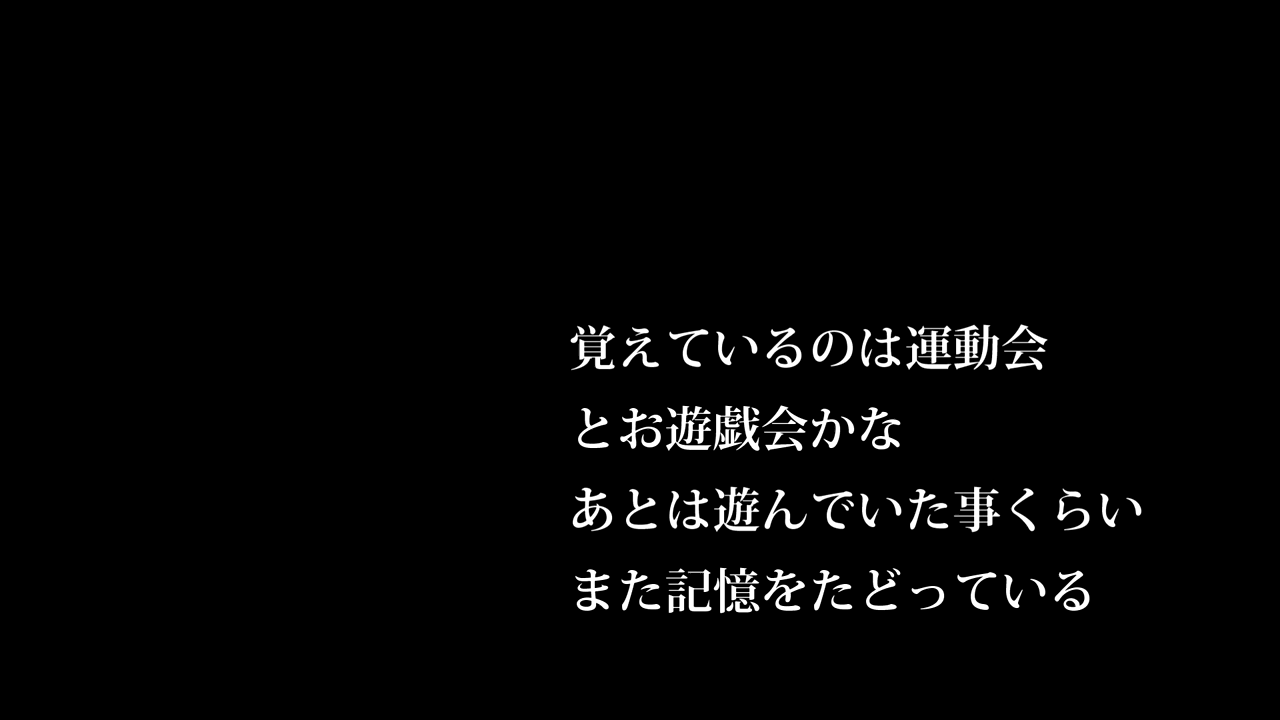 覚えているのは運動会
とお遊戯会かな
あとは遊んでいた事くらい
また記憶をたどっている